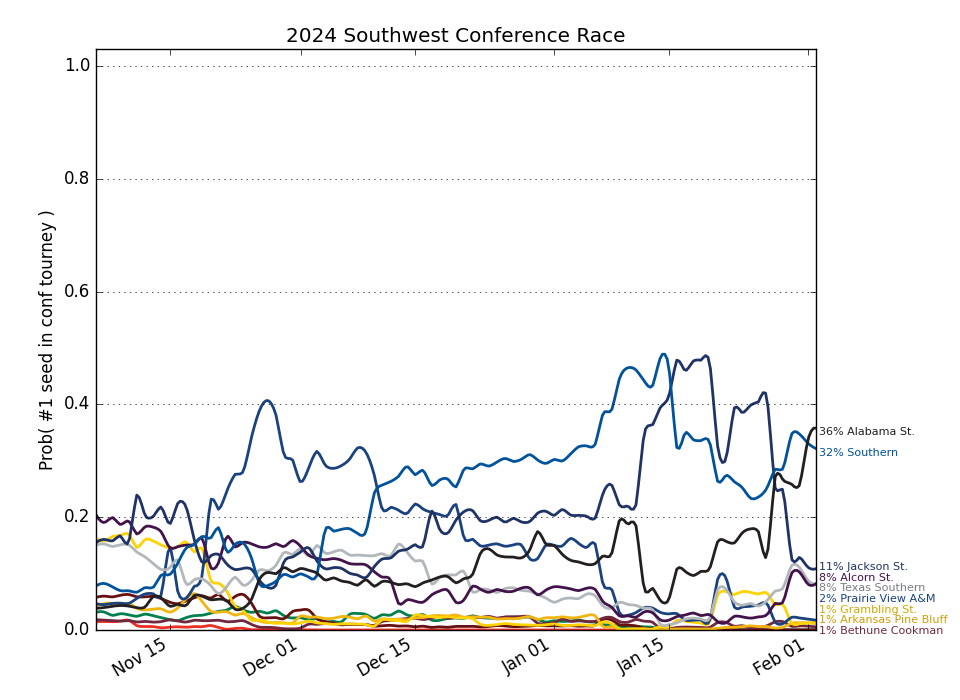 2024 Southwest Conference Race
Prob( #1 seed in conf tourney )
1.0
0.8
0.6
0.4
0.2
0.0
Nov 15
Dec 01
Dec 15
Jan 01
Jan 15
Feb 01
36% Alabama St.
32% Southern
11% Jackson St.
8% Alcorn St.
8% Texas Southern
2% Prairie View A&M
1% Grambling St.
1% Arkansas Pine Bluff
1% Bethune Cookman